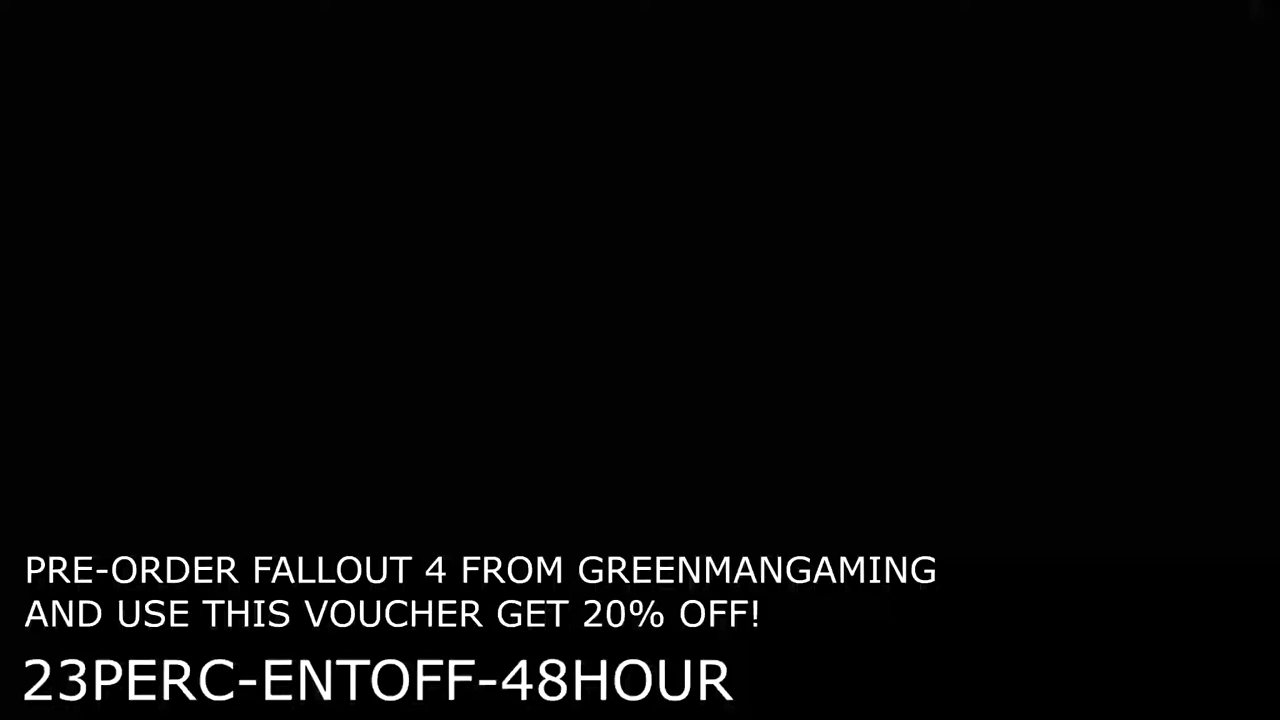 PRE-ORDER FALLOUT 4 FROM GREENMANGAMING
AND USE THIS VOUCHER GET 20% OFF!
23PERC-ENTOFF-48HOUR